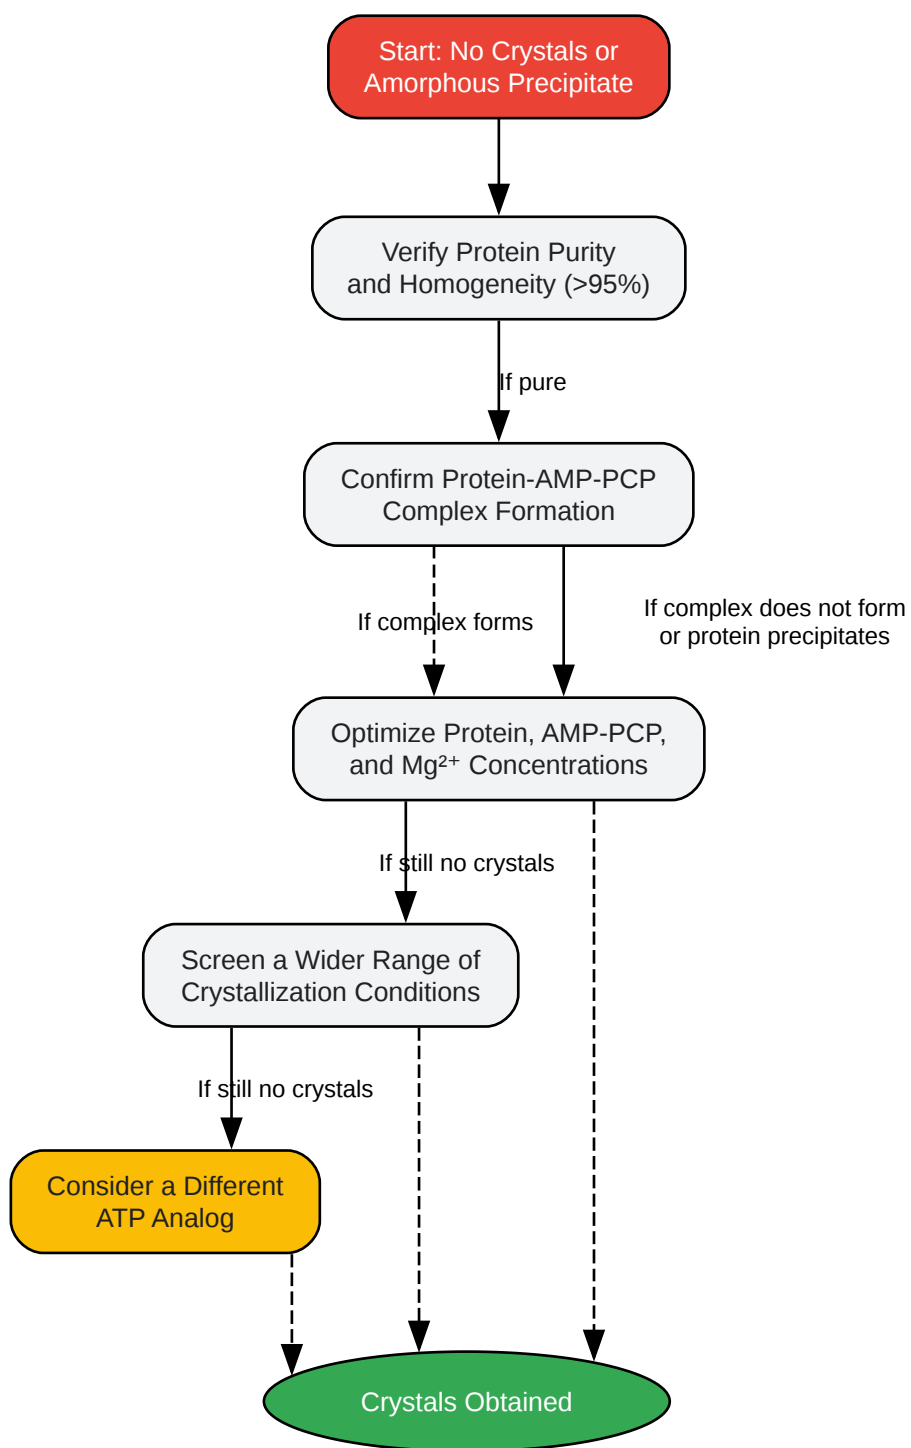 Start: No Crystals or
Amorphous Precipitate
Verify Protein Purity
and Homogeneity (>95%)
If pure
Confirm Protein-AMP-PCP
Complex Formation
If complex forms
If complex does not form
or protein precipitates
Optimize Protein, AMP-PCP,
and Mg²⁺ Concentrations
If still no crystals
Screen a Wider Range of
Crystallization Conditions
If still no crystals
Consider a Different
ATP Analog
Crystals Obtained